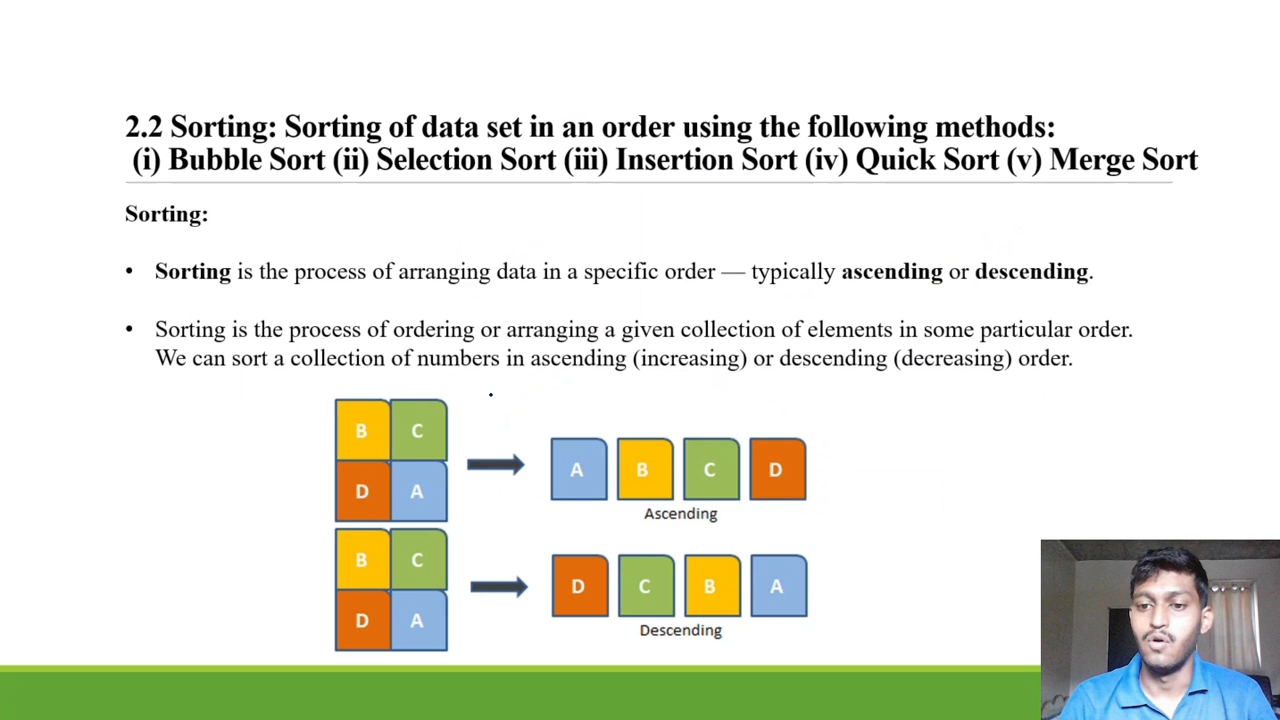 2.2 Sorting: Sorting of data set in an order using the following methods:
(i) Bubble Sort (ii) Selection Sort (iii) Insertion Sort (iv) Quick Sort (v) Merge Sort
Sorting:
• Sorting is the process of arranging data in a specific order — typically ascending or descending.
• Sorting is the process of ordering or arranging a given collection of elements in some particular order.
We can sort a collection of numbers in ascending (increasing) or descending (decreasing) order.
B C
D A
A B C D
Ascending
B C
D A
D C B A
Descending